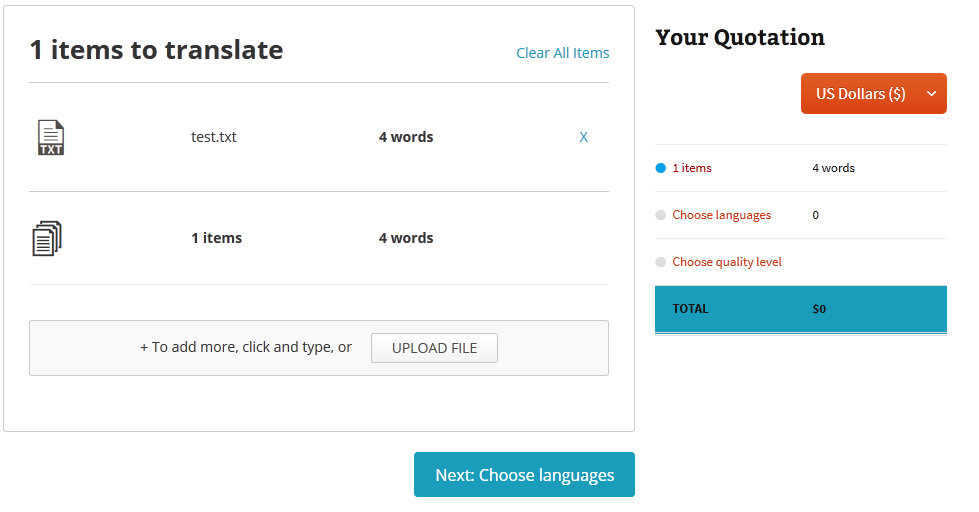 1 items to translate
Clear All Items
TXT
test.txt
4 words
X
1 items
4 words
+ To add more, click and type, or
UPLOAD FILE
Next: Choose languages
Your Quotation
US Dollars ($)
1 items
4 words
Choose languages
0
Choose quality level
TOTAL
$0